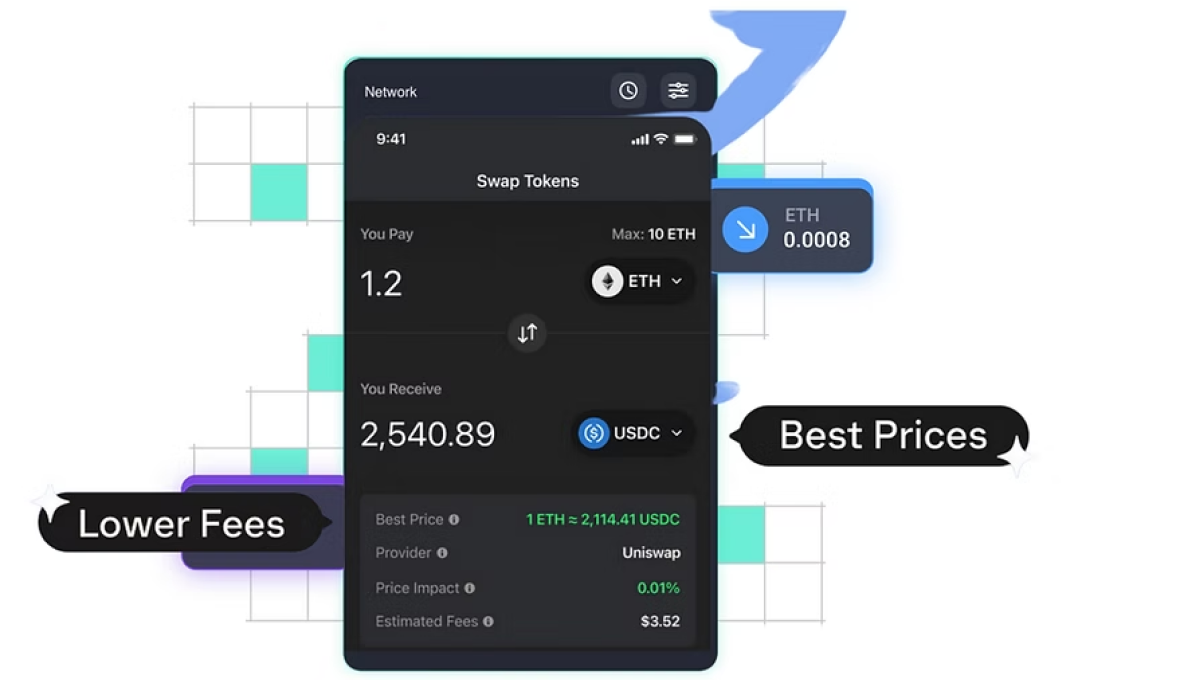 Network
9:41
Swap Tokens
You Pay
Max: 10 ETH
1.2
ETH
ETH
0.0008
You Receive
2,540.89
USDC
Best Prices
Lower Fees
Best Price
1 ETH ≈ 2,114.41 USDC
Provider
Uniswap
Price Impact
0.01%
Estimated Fees
$3.52